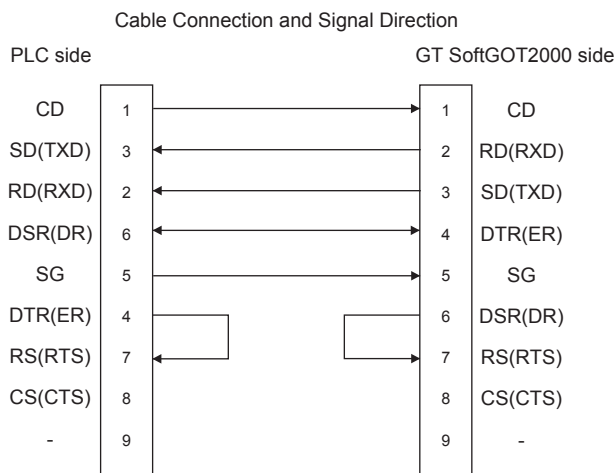 Cable Connection and Signal Direction
PLC side GT SoftGOT2000 side
CD 1 1 CD
SD(TXD) 3 2 RD(RXD)
RD(RXD) 2 3 SD(TXD)
DSR(DR) 6 4 DTR(ER)
SG 5 5 SG
DTR(ER) 4 6 DSR(DR)
RS(RTS) 7 7 RS(RTS)
CS(CTS) 8 8 CS(CTS)
- 9 9 -